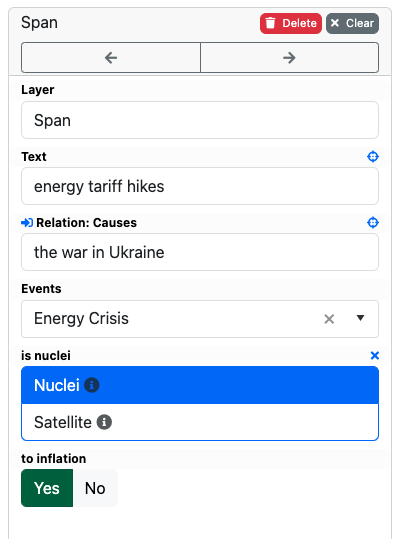 Span
Delete
Clear
Layer
Span
Text
energy tariff hikes
Relation: Causes
the war in Ukraine
Events
Energy Crisis
is nuclei
Nuclei
Satellite
to inflation
Yes No